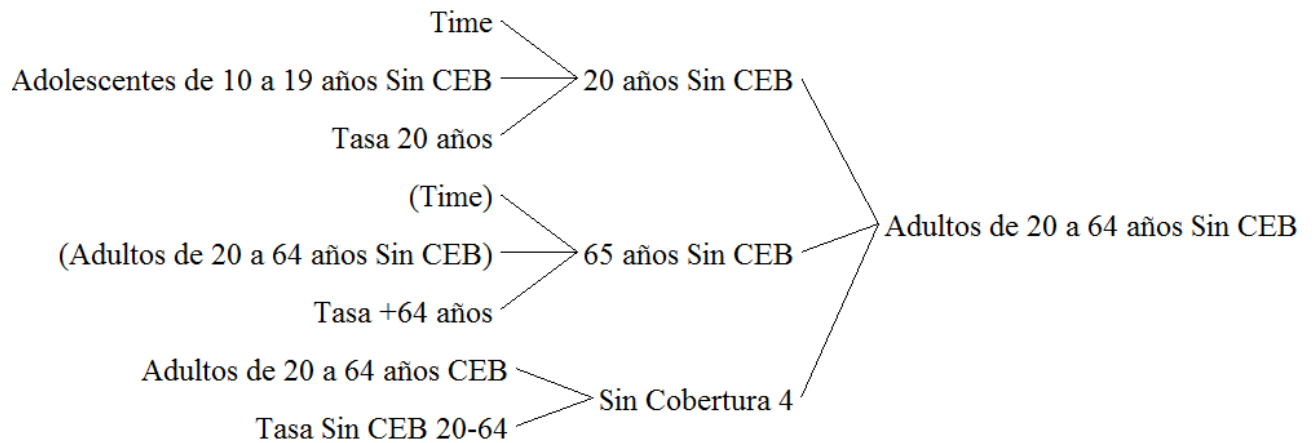 Time
Adolescentes de 10 a 19 años Sin CEB
20 años Sin CEB
Tasa 20 años
(Time)
Adultos de 20 a 64 años Sin CEB
(Adultos de 20 a 64 años Sin CEB)
65 años Sin CEB
Tasa +64 años
Adultos de 20 a 64 años CEB
Sin Cobertura 4
Tasa Sin CEB 20-64